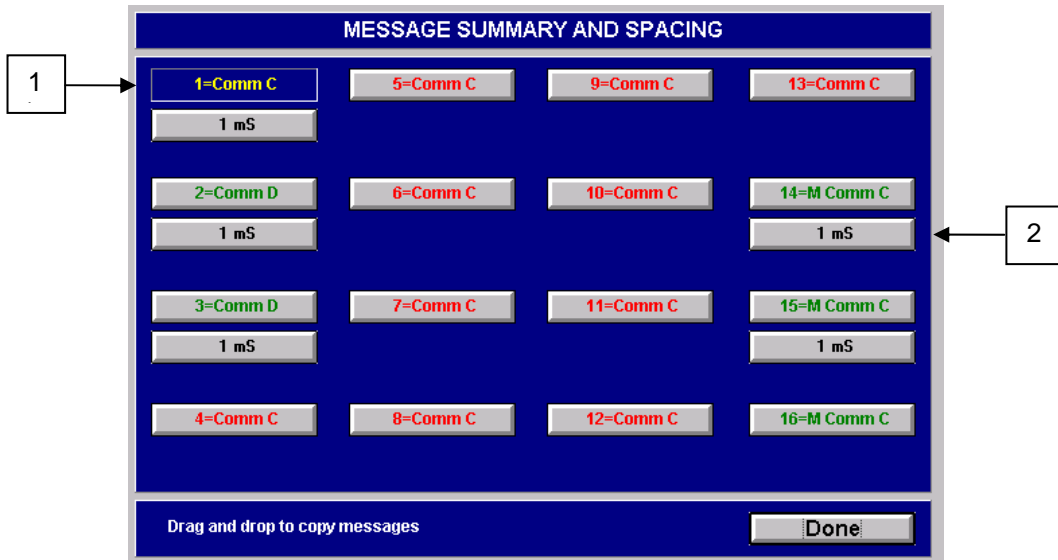 MESSAGE SUMMARY AND SPACING
1
1=Comm C
5=Comm C
9=Comm C
13=Comm C
1 mS
2=Comm D
6=Comm C
10=Comm C
14=M Comm C
1 mS
1 mS
2
3=Comm D
7=Comm C
11=Comm C
15=M Comm C
1 mS
1 mS
4=Comm C
8=Comm C
12=Comm C
16=M Comm C
Drag and drop to copy messages
Done